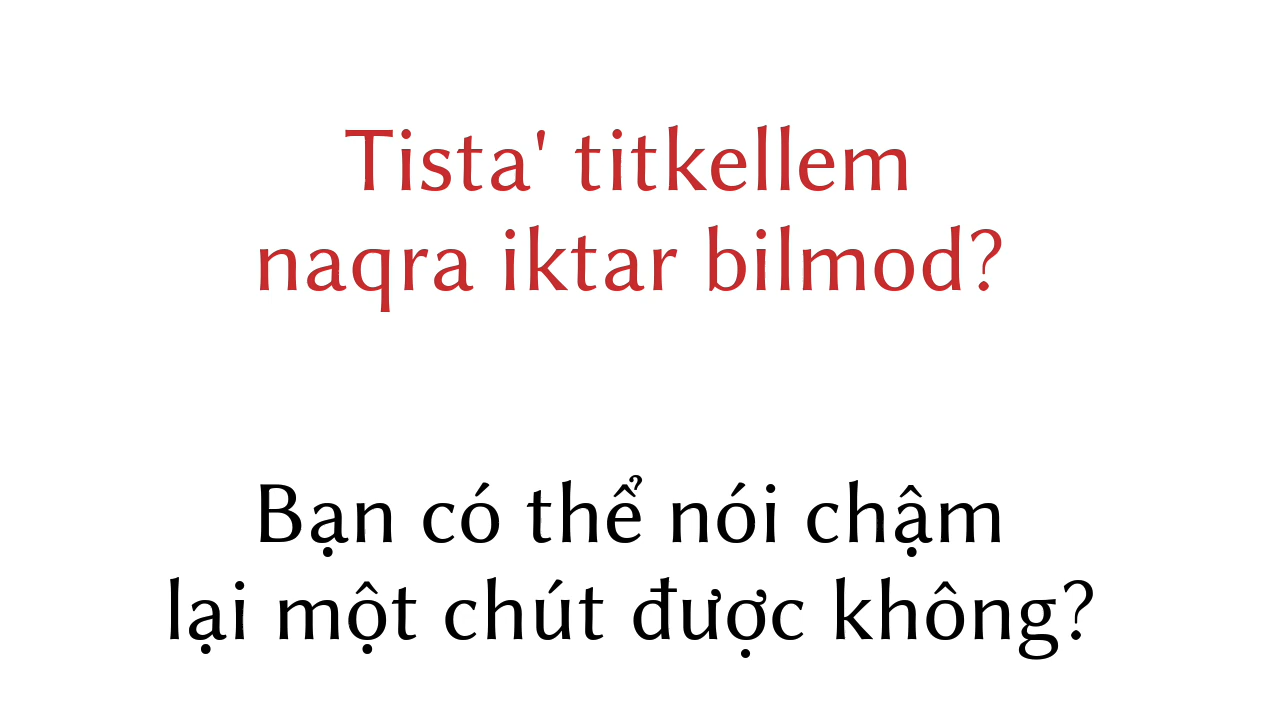 Tista' titkellem
naqra iktar bilmod?
Bạn có thể nói chậm
lại một chút được không?